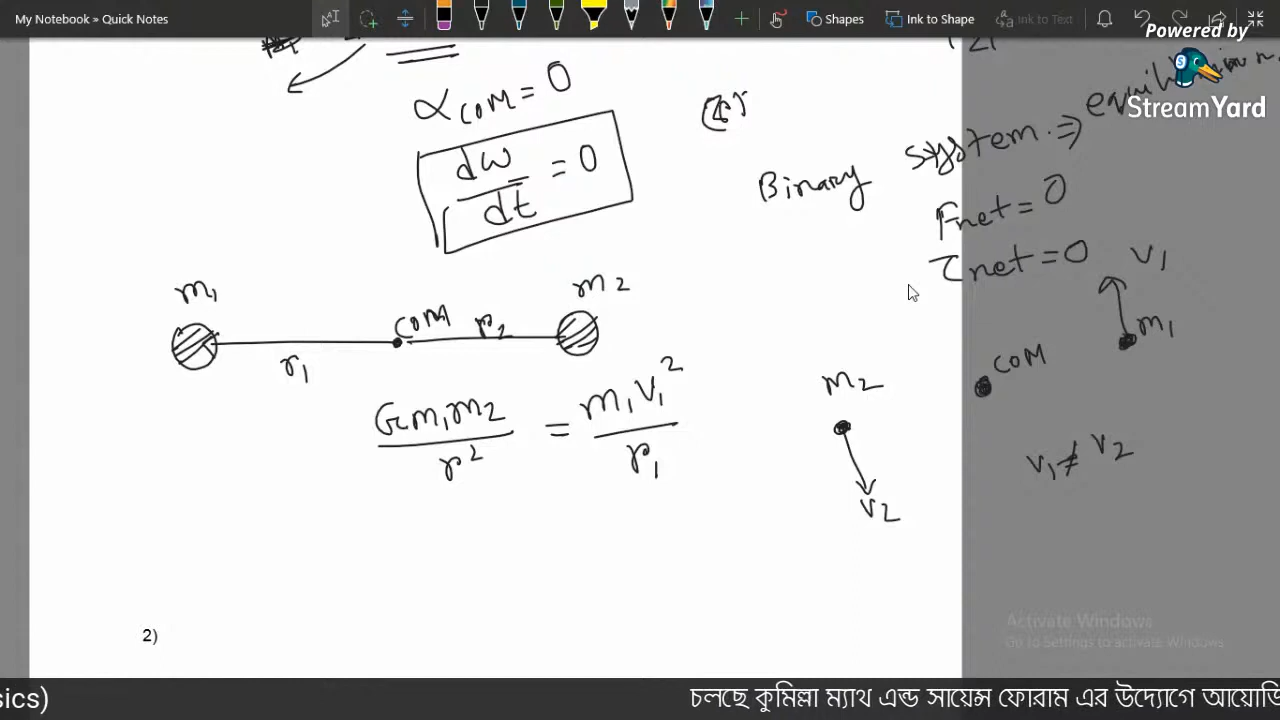 My Notebook » Quick Notes
Shapes
Ink to Shape
Ink to Text
Powered by
StreamYard
α COM = 0
dω/dt = 0
Binary system. ⇒ equilibrium
Fnet = 0
τnet = 0
m1
COM
r2
m2
r1
v1
m1
COM
m2
v2
v1 ≠ v2
Gm1m2/r² = m1v1²/r1
2)
Activate Windows
Go to Settings to activate Windows.
sics)
চলছে কুমিল্লা ম্যাথ এন্ড সায়েন্স ফোরাম এর উদ্যোগে আয়োজি